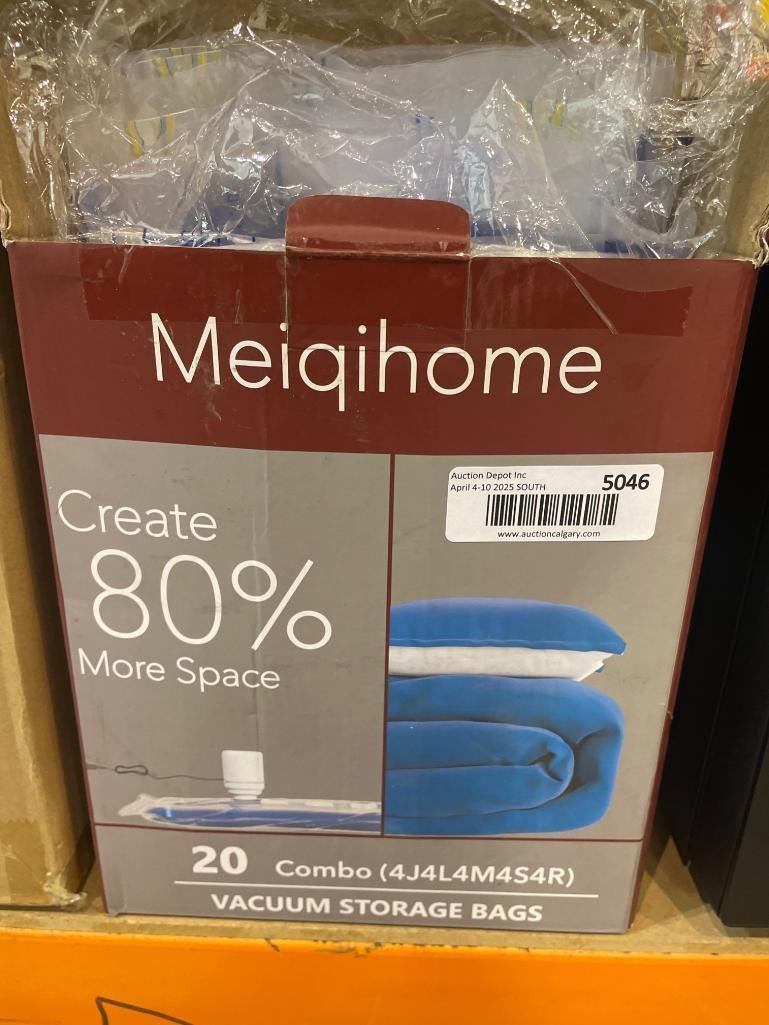 Meiqihome
Auction Depot Inc
April 4-10 2025 SOUTH
5046
www.auctioncalgary.com
Create
80%
More Space
20 Combo (4J4L4M4S4R)
VACUUM STORAGE BAGS